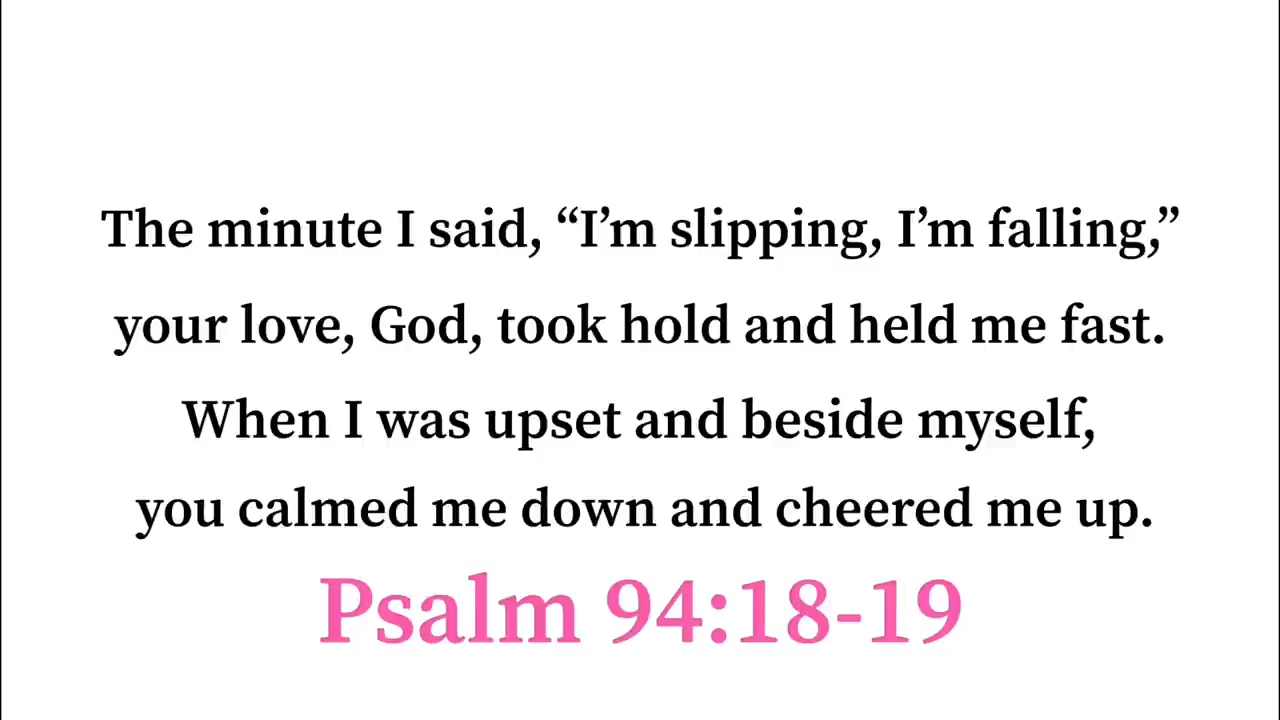 The minute I said, “I’m slipping, I’m falling,”
your love, God, took hold and held me fast.
When I was upset and beside myself,
you calmed me down and cheered me up.
Psalm 94:18-19